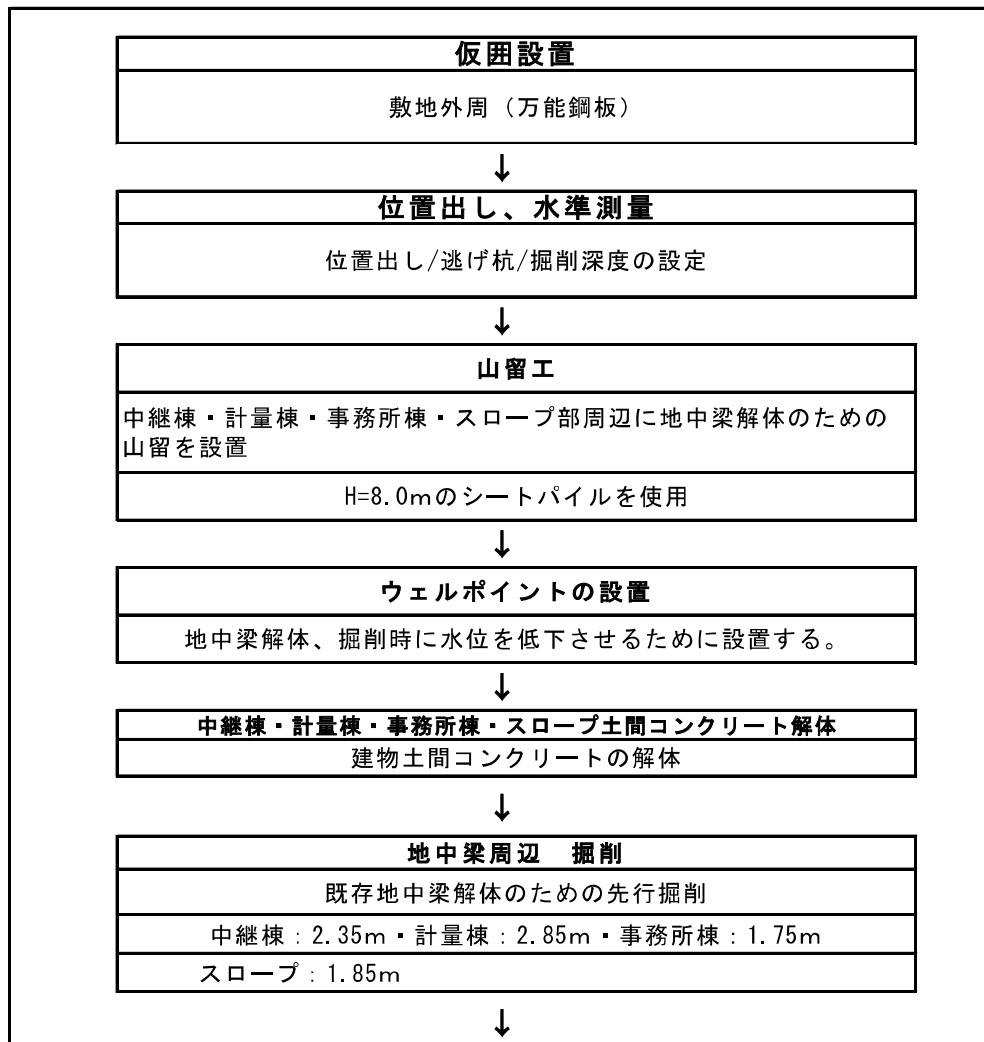 仮囲設置
敷地外周（万能鋼板）
↓
位置出し、水準測量
位置出し/逃げ杭/掘削深度の設定
↓
山留工
中継棟・計量棟・事務所棟・スロープ部周辺に地中梁解体のための
山留を設置
H=8.0mのシートパイルを使用
↓
ウェルポイントの設置
地中梁解体、掘削時に水位を低下させるために設置する。
↓
中継棟・計量棟・事務所棟・スロープ土間コンクリート解体
建物土間コンクリートの解体
↓
地中梁周辺　掘削
既存地中梁解体のための先行掘削
中継棟：2.35m・計量棟：2.85m・事務所棟：1.75m
スロープ：1.85m
↓